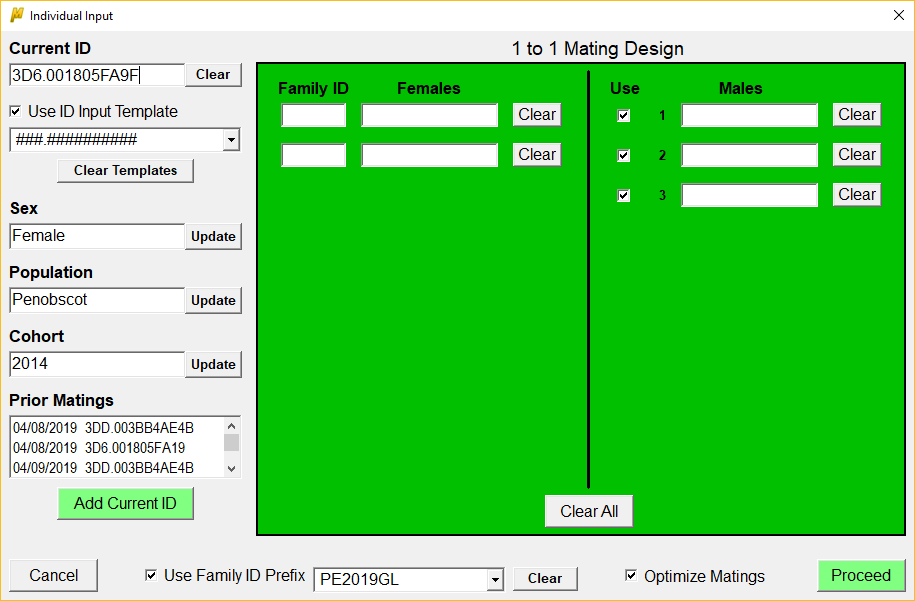 Individual Input
Current ID
3D6.001805FA9F
Clear
Use ID Input Template
###.##########
Clear Templates
Sex
Female
Update
Population
Penobscot
Update
Cohort
2014
Update
Prior Matings
04/08/2019 3DD.003BB4AE4B
04/08/2019 3D6.001805FA19
04/09/2019 3DD.003BB4AE4B
Add Current ID
1 to 1 Mating Design
Family ID Females Use Males
Clear 1 Clear
Clear 2 Clear
3 Clear
Clear All
Cancel
Use Family ID Prefix
PE2019GL
Clear
Optimize Matings
Proceed